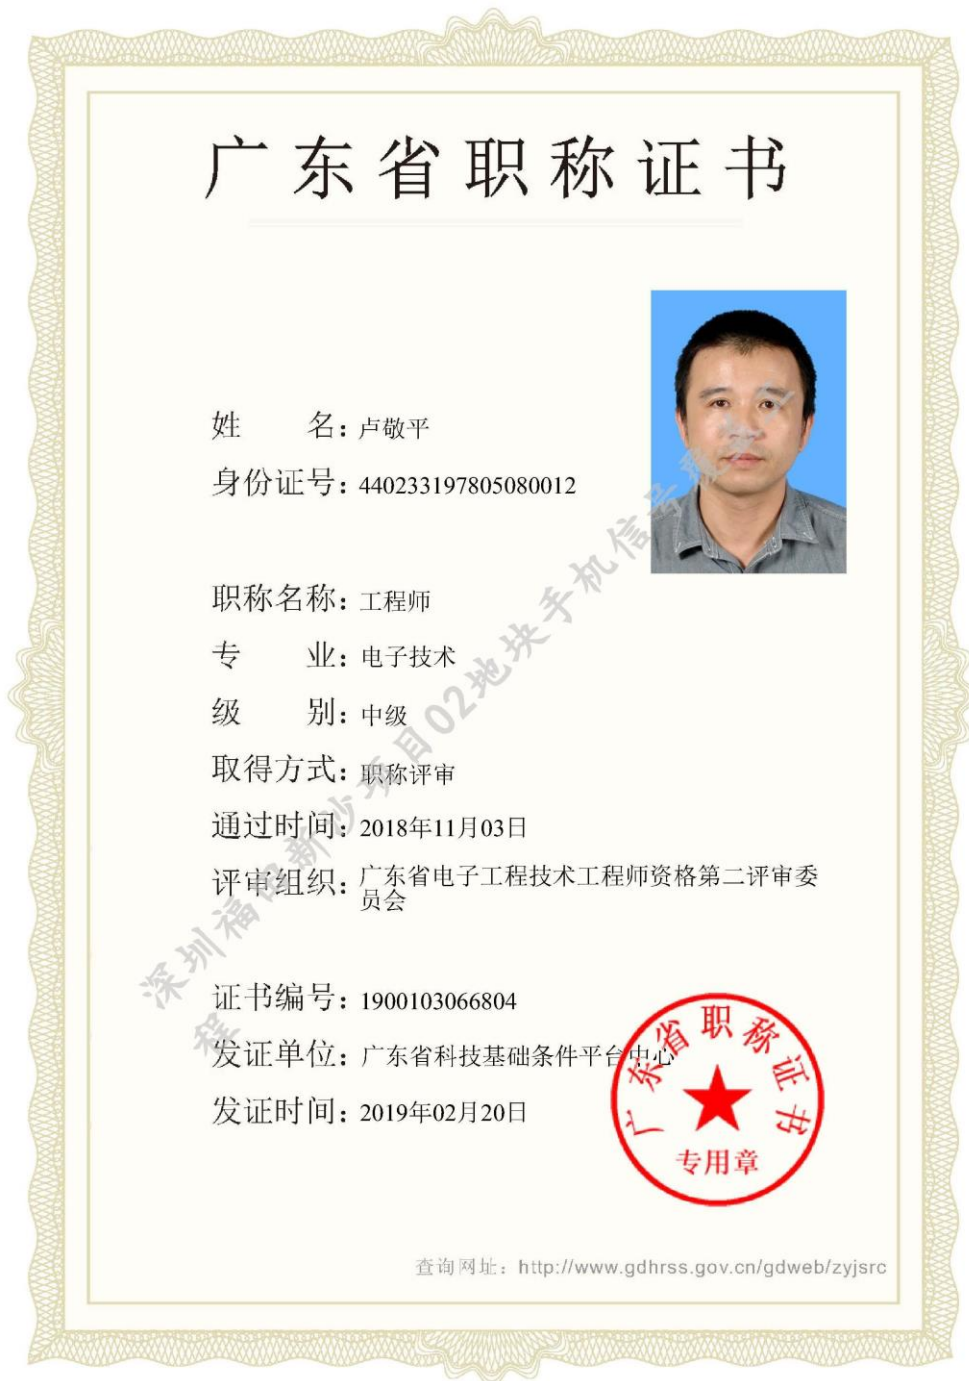 广东省职称证书
姓 名：卢敬平
身份证号：440233197805080012
职称名称：工程师
专 业：电子技术
级 别：中级
取得方式：职称评审
通过时间：2018年11月03日
评审组织：广东省电子工程技术工程师资格第二评审委
员会
证书编号：1900103066804
发证单位：广东省科技基础条件平台中心
发证时间：2019年02月20日
广东省职称证书
专用章
查询网址：http://www.gdhrss.gov.cn/gdweb/zyjsrc
深圳福田新沙项目02地块手机信号
程